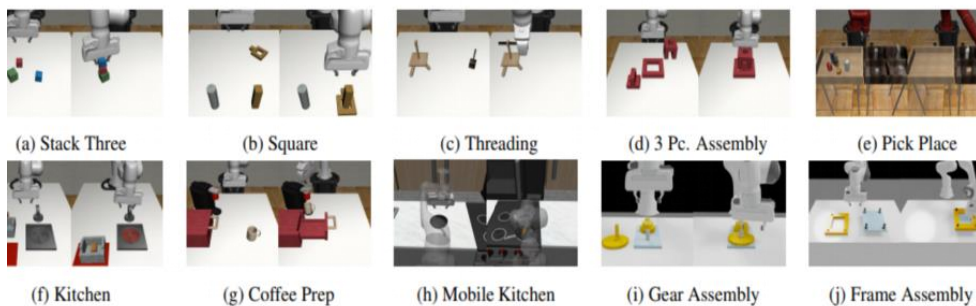 (a) Stack Three
(b) Square
(c) Threading
(d) 3 Pc. Assembly
(e) Pick Place
(f) Kitchen
(g) Coffee Prep
(h) Mobile Kitchen
(i) Gear Assembly
(j) Frame Assembly